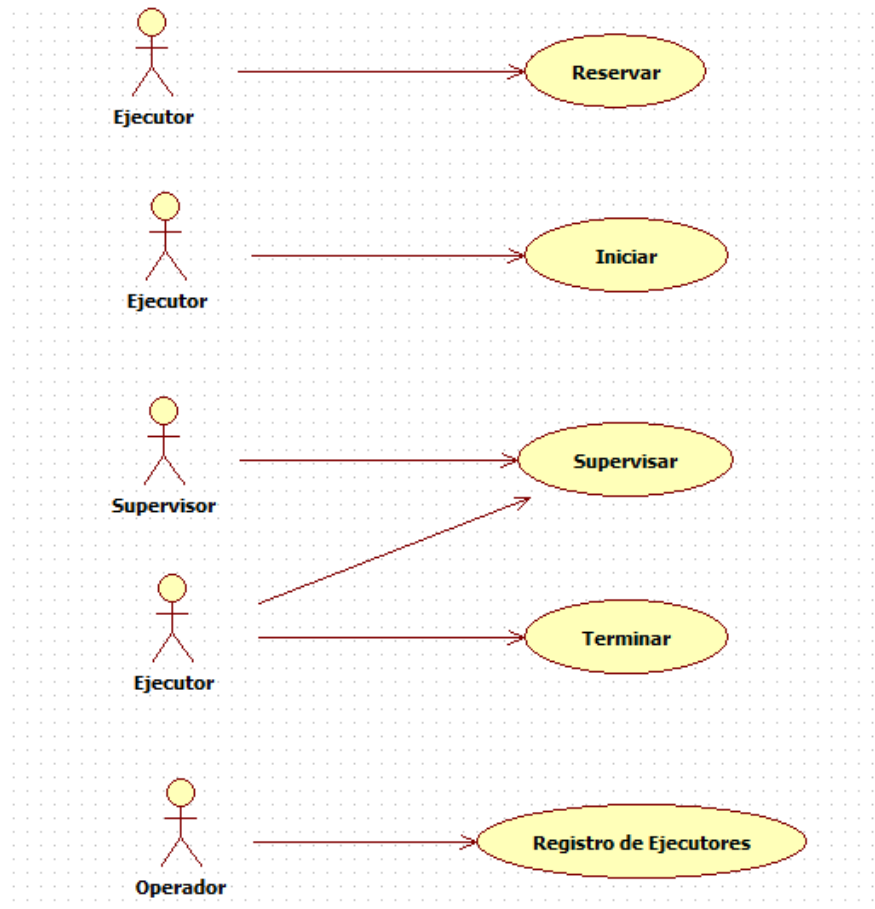 Reservar
Ejecutor
Iniciar
Ejecutor
Supervisar
Supervisor
Terminar
Ejecutor
Registro de Ejecutores
Operador